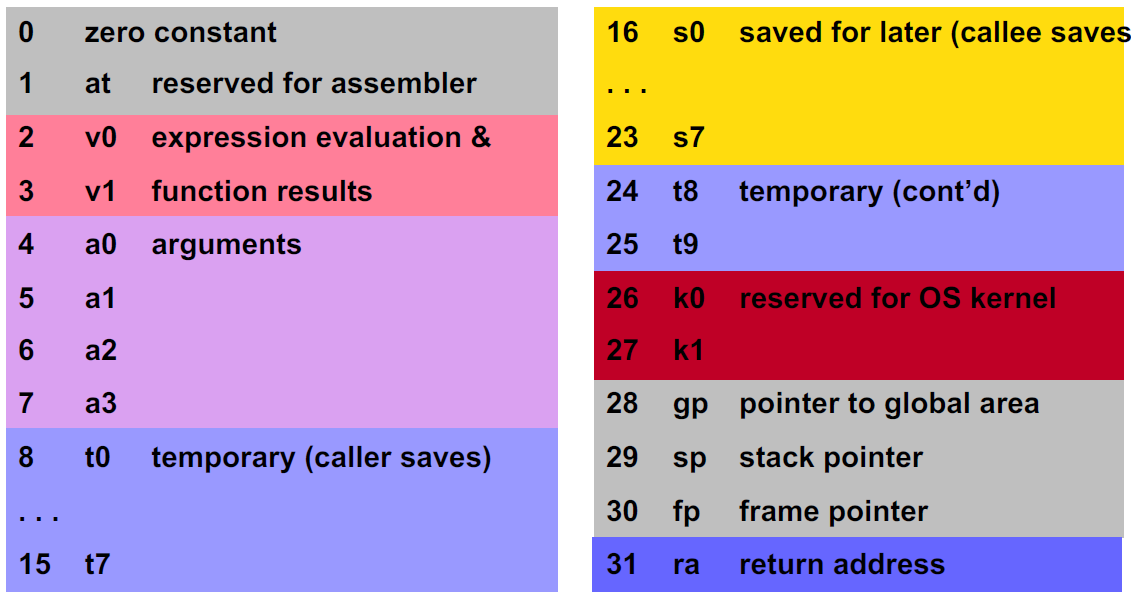 0 zero constant
1 at reserved for assembler
2 v0 expression evaluation &
3 v1 function results
4 a0 arguments
5 a1
6 a2
7 a3
8 t0 temporary (caller saves)
. . .
15 t7
16 s0 saved for later (callee saves
. . .
23 s7
24 t8 temporary (cont’d)
25 t9
26 k0 reserved for OS kernel
27 k1
28 gp pointer to global area
29 sp stack pointer
30 fp frame pointer
31 ra return address